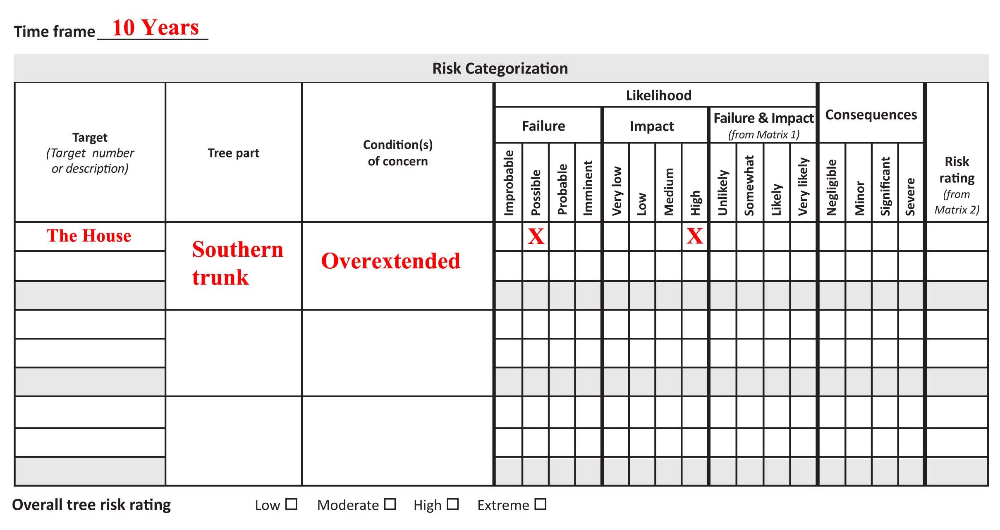 Time frame 10 Years
Risk Categorization
Target
(Target number
or description)
Tree part
Condition(s)
of concern
Likelihood
Failure
Impact
Failure & Impact
(from Matrix 1)
Consequences
Risk
rating
(from
Matrix 2)
Improbable
Possible
Probable
Imminent
Very low
Low
Medium
High
Unlikely
Somewhat
Likely
Very likely
Negligible
Minor
Significant
Severe
The House
Southern
trunk
Overextended
X
X
Overall tree risk rating Low Moderate High Extreme